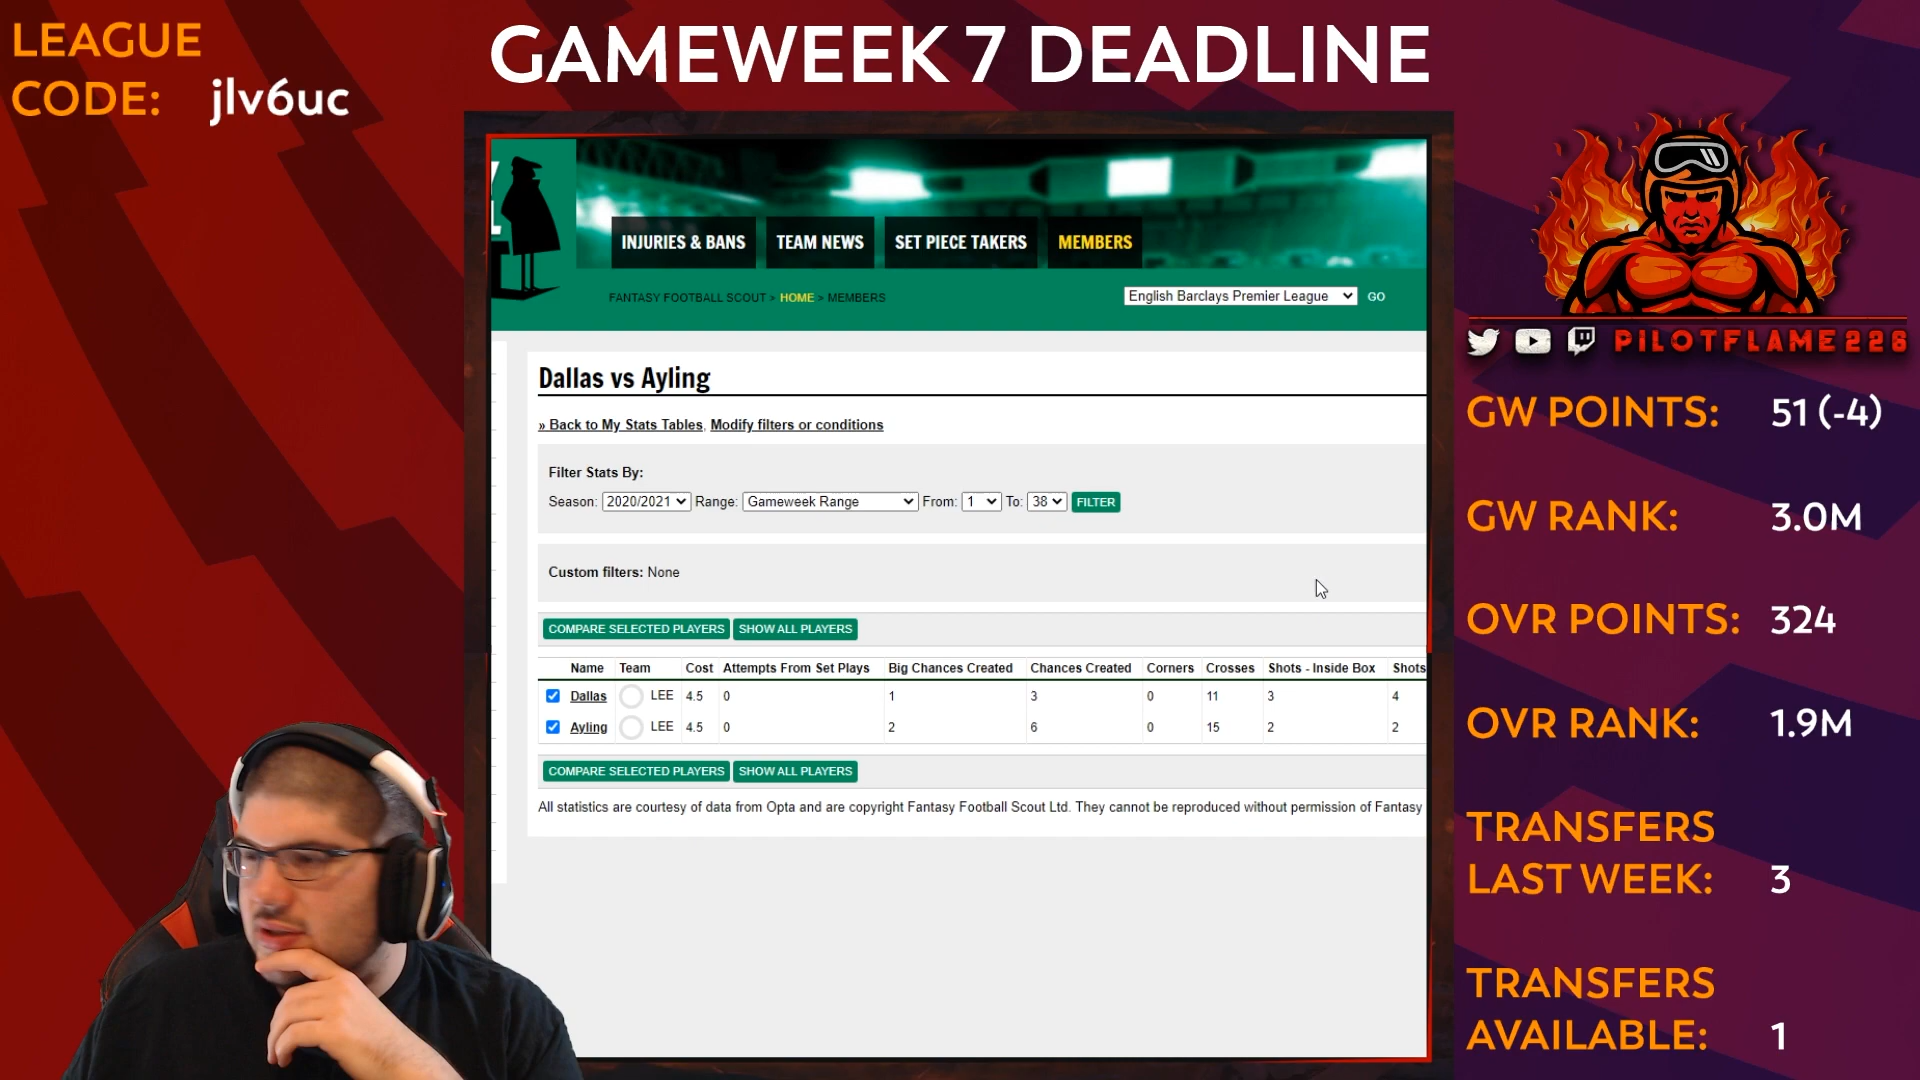 LEAGUE
CODE: jlv6uc
GAMEWEEK 7 DEADLINE
INJURIES & BANS TEAM NEWS SET PIECE TAKERS MEMBERS
FANTASY FOOTBALL SCOUT > HOME > MEMBERS
English Barclays Premier League GO
Dallas vs Ayling
» Back to My Stats Tables, Modify filters or conditions
Filter Stats By:
Season: 2020/2021 Range: Gameweek Range From: 1 To: 38 FILTER
Custom filters: None
COMPARE SELECTED PLAYERS SHOW ALL PLAYERS
Name Team Cost Attempts From Set Plays Big Chances Created Chances Created Corners Crosses Shots - Inside Box Shots
Dallas LEE 4.5 0 1 3 0 11 3 4
Ayling LEE 4.5 0 2 6 0 15 2 2
COMPARE SELECTED PLAYERS SHOW ALL PLAYERS
All statistics are courtesy of data from Opta and are copyright Fantasy Football Scout Ltd. They cannot be reproduced without permission of Fantasy
PILOTFLAME226
GW POINTS: 51 (-4)
GW RANK: 3.0M
OVR POINTS: 324
OVR RANK: 1.9M
TRANSFERS
LAST WEEK: 3
TRANSFERS
AVAILABLE: 1